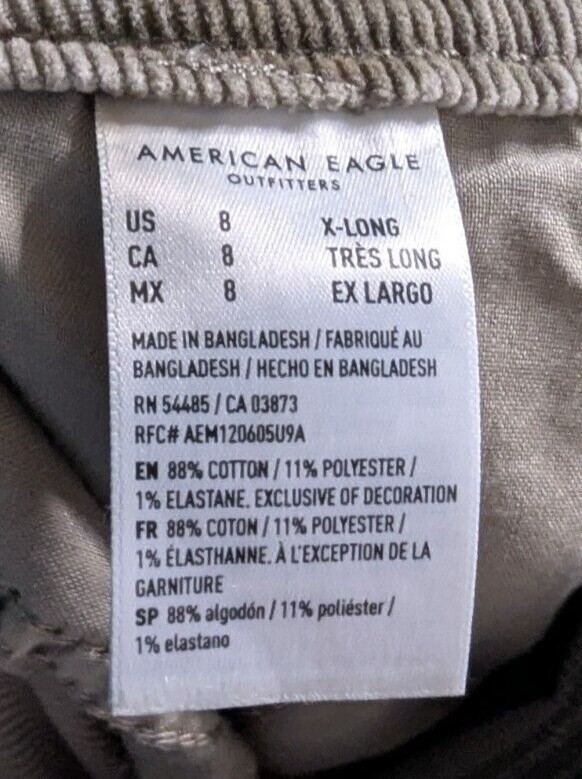 AMERICAN EAGLE
OUTFITTERS
US 8 X-LONG
CA 8 TRÈS LONG
MX 8 EX LARGO
MADE IN BANGLADESH / FABRIQUÉ AU
BANGLADESH / HECHO EN BANGLADESH
RN 54485 / CA 03873
RFC# AEM120605U9A
EN 88% COTTON / 11% POLYESTER /
1% ELASTANE. EXCLUSIVE OF DECORATION
FR 88% COTON / 11% POLYESTER /
1% ÉLASTHANNE. À L'EXCEPTION DE LA
GARNITURE
SP 88% algodón / 11% poliéster /
1% elastano